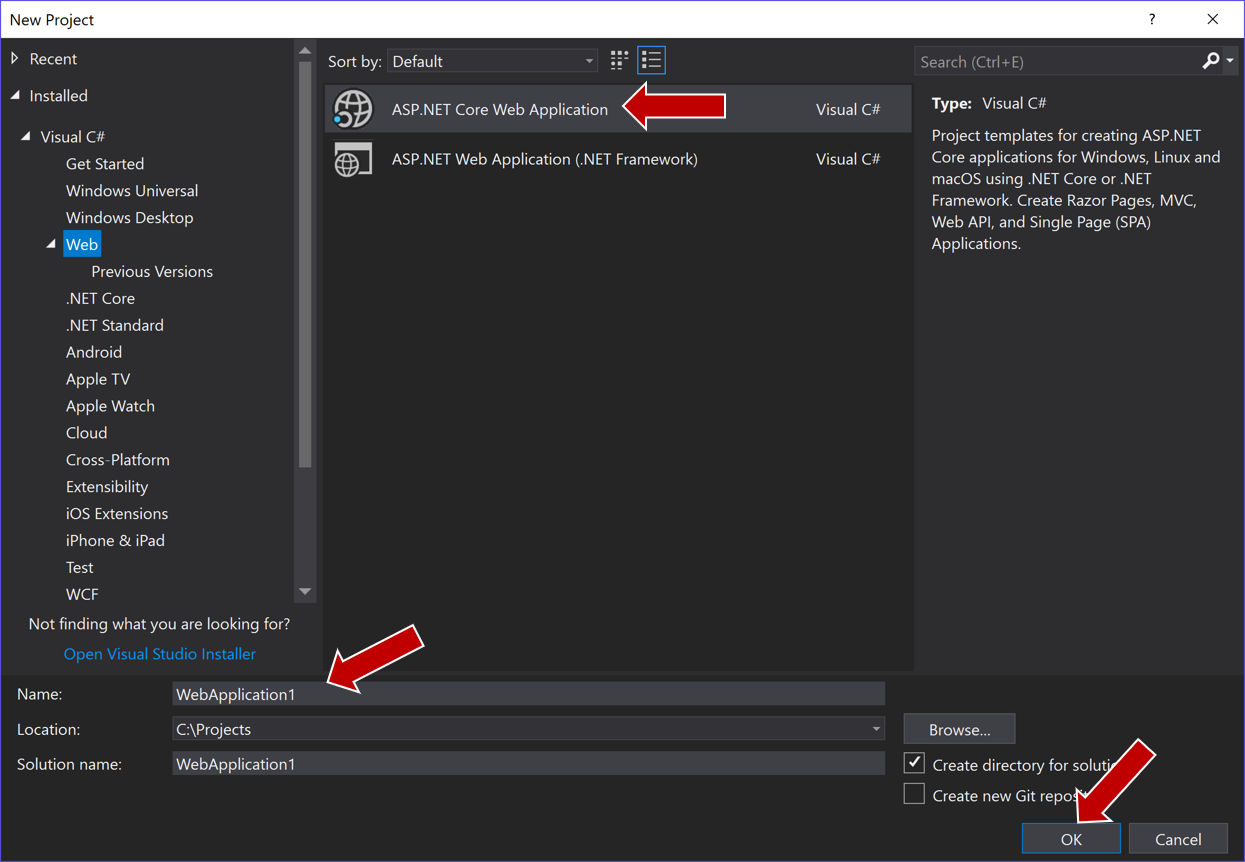 New Project
?
Recent
Installed
Visual C#
Get Started
Windows Universal
Windows Desktop
Web
Previous Versions
.NET Core
.NET Standard
Android
Apple TV
Apple Watch
Cloud
Cross-Platform
Extensibility
iOS Extensions
iPhone & iPad
Test
WCF
Not finding what you are looking for?
Open Visual Studio Installer
Sort by: Default
ASP.NET Core Web Application Visual C#
ASP.NET Web Application (.NET Framework) Visual C#
Search (Ctrl+E)
Type: Visual C#
Project templates for creating ASP.NET
Core applications for Windows, Linux and
macOS using .NET Core or .NET
Framework. Create Razor Pages, MVC,
Web API, and Single Page (SPA)
Applications.
Name: WebApplication1
Location: C:\Projects
Browse...
Solution name: WebApplication1
Create directory for
Create new Git
OK Cancel